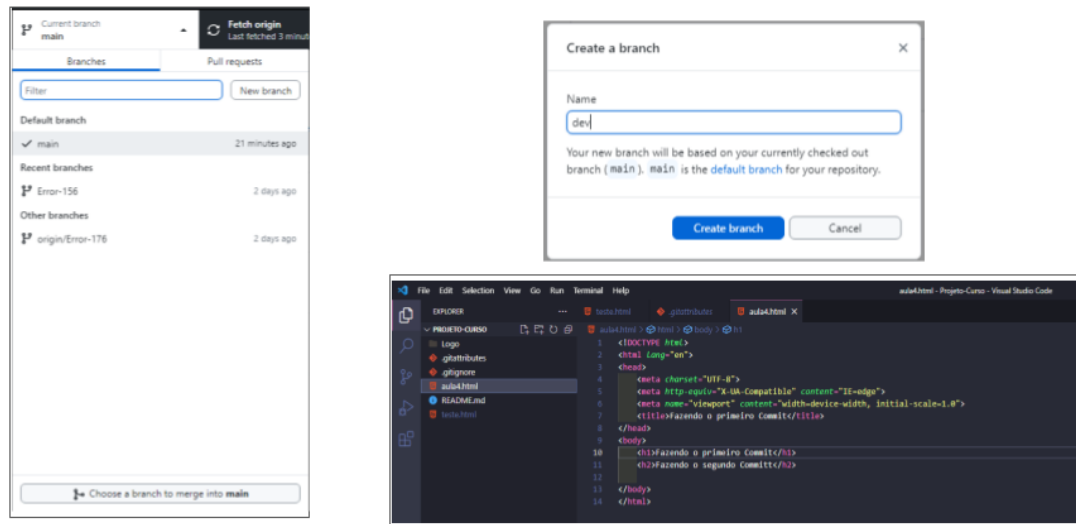 Current branch
main
Fetch origin
Last fetched 3 minut
Branches
Pull requests
Filter
New branch
Default branch
main
21 minutes ago
Recent branches
Error-156
2 days ago
Other branches
origin/Error-176
2 days ago
Choose a branch to merge into main
Create a branch
Name
dev
Your new branch will be based on your currently checked out
branch (main). main is the default branch for your repository.
Create branch
Cancel
File Edit Selection View Go Run Terminal Help
aula4.html - Projeto-Curso - Visual Studio Code
EXPLORER
PROJETO-CURSO
Logo
.gitattributes
.gitignore
aula4.html
README.md
testa.html
testa.html
.gitattributes
aula4.html
aula4.html > html > body > h1
1 <!DOCTYPE html>
2 <html lang="en">
3 <head>
4 <meta charset="UTF-8">
5 <meta http-equiv="X-UA-Compatible" content="IE=edge">
6 <meta name="viewport" content="width=device-width, initial-scale=1.0">
7 <title>Fazendo o primeiro Commit</title>
8 </head>
9 <body>
10 <h1>Fazendo o primeiro Commit</h1>
11 <h2>Fazendo o segundo Committ</h2>
12
13 </body>
14 </html>